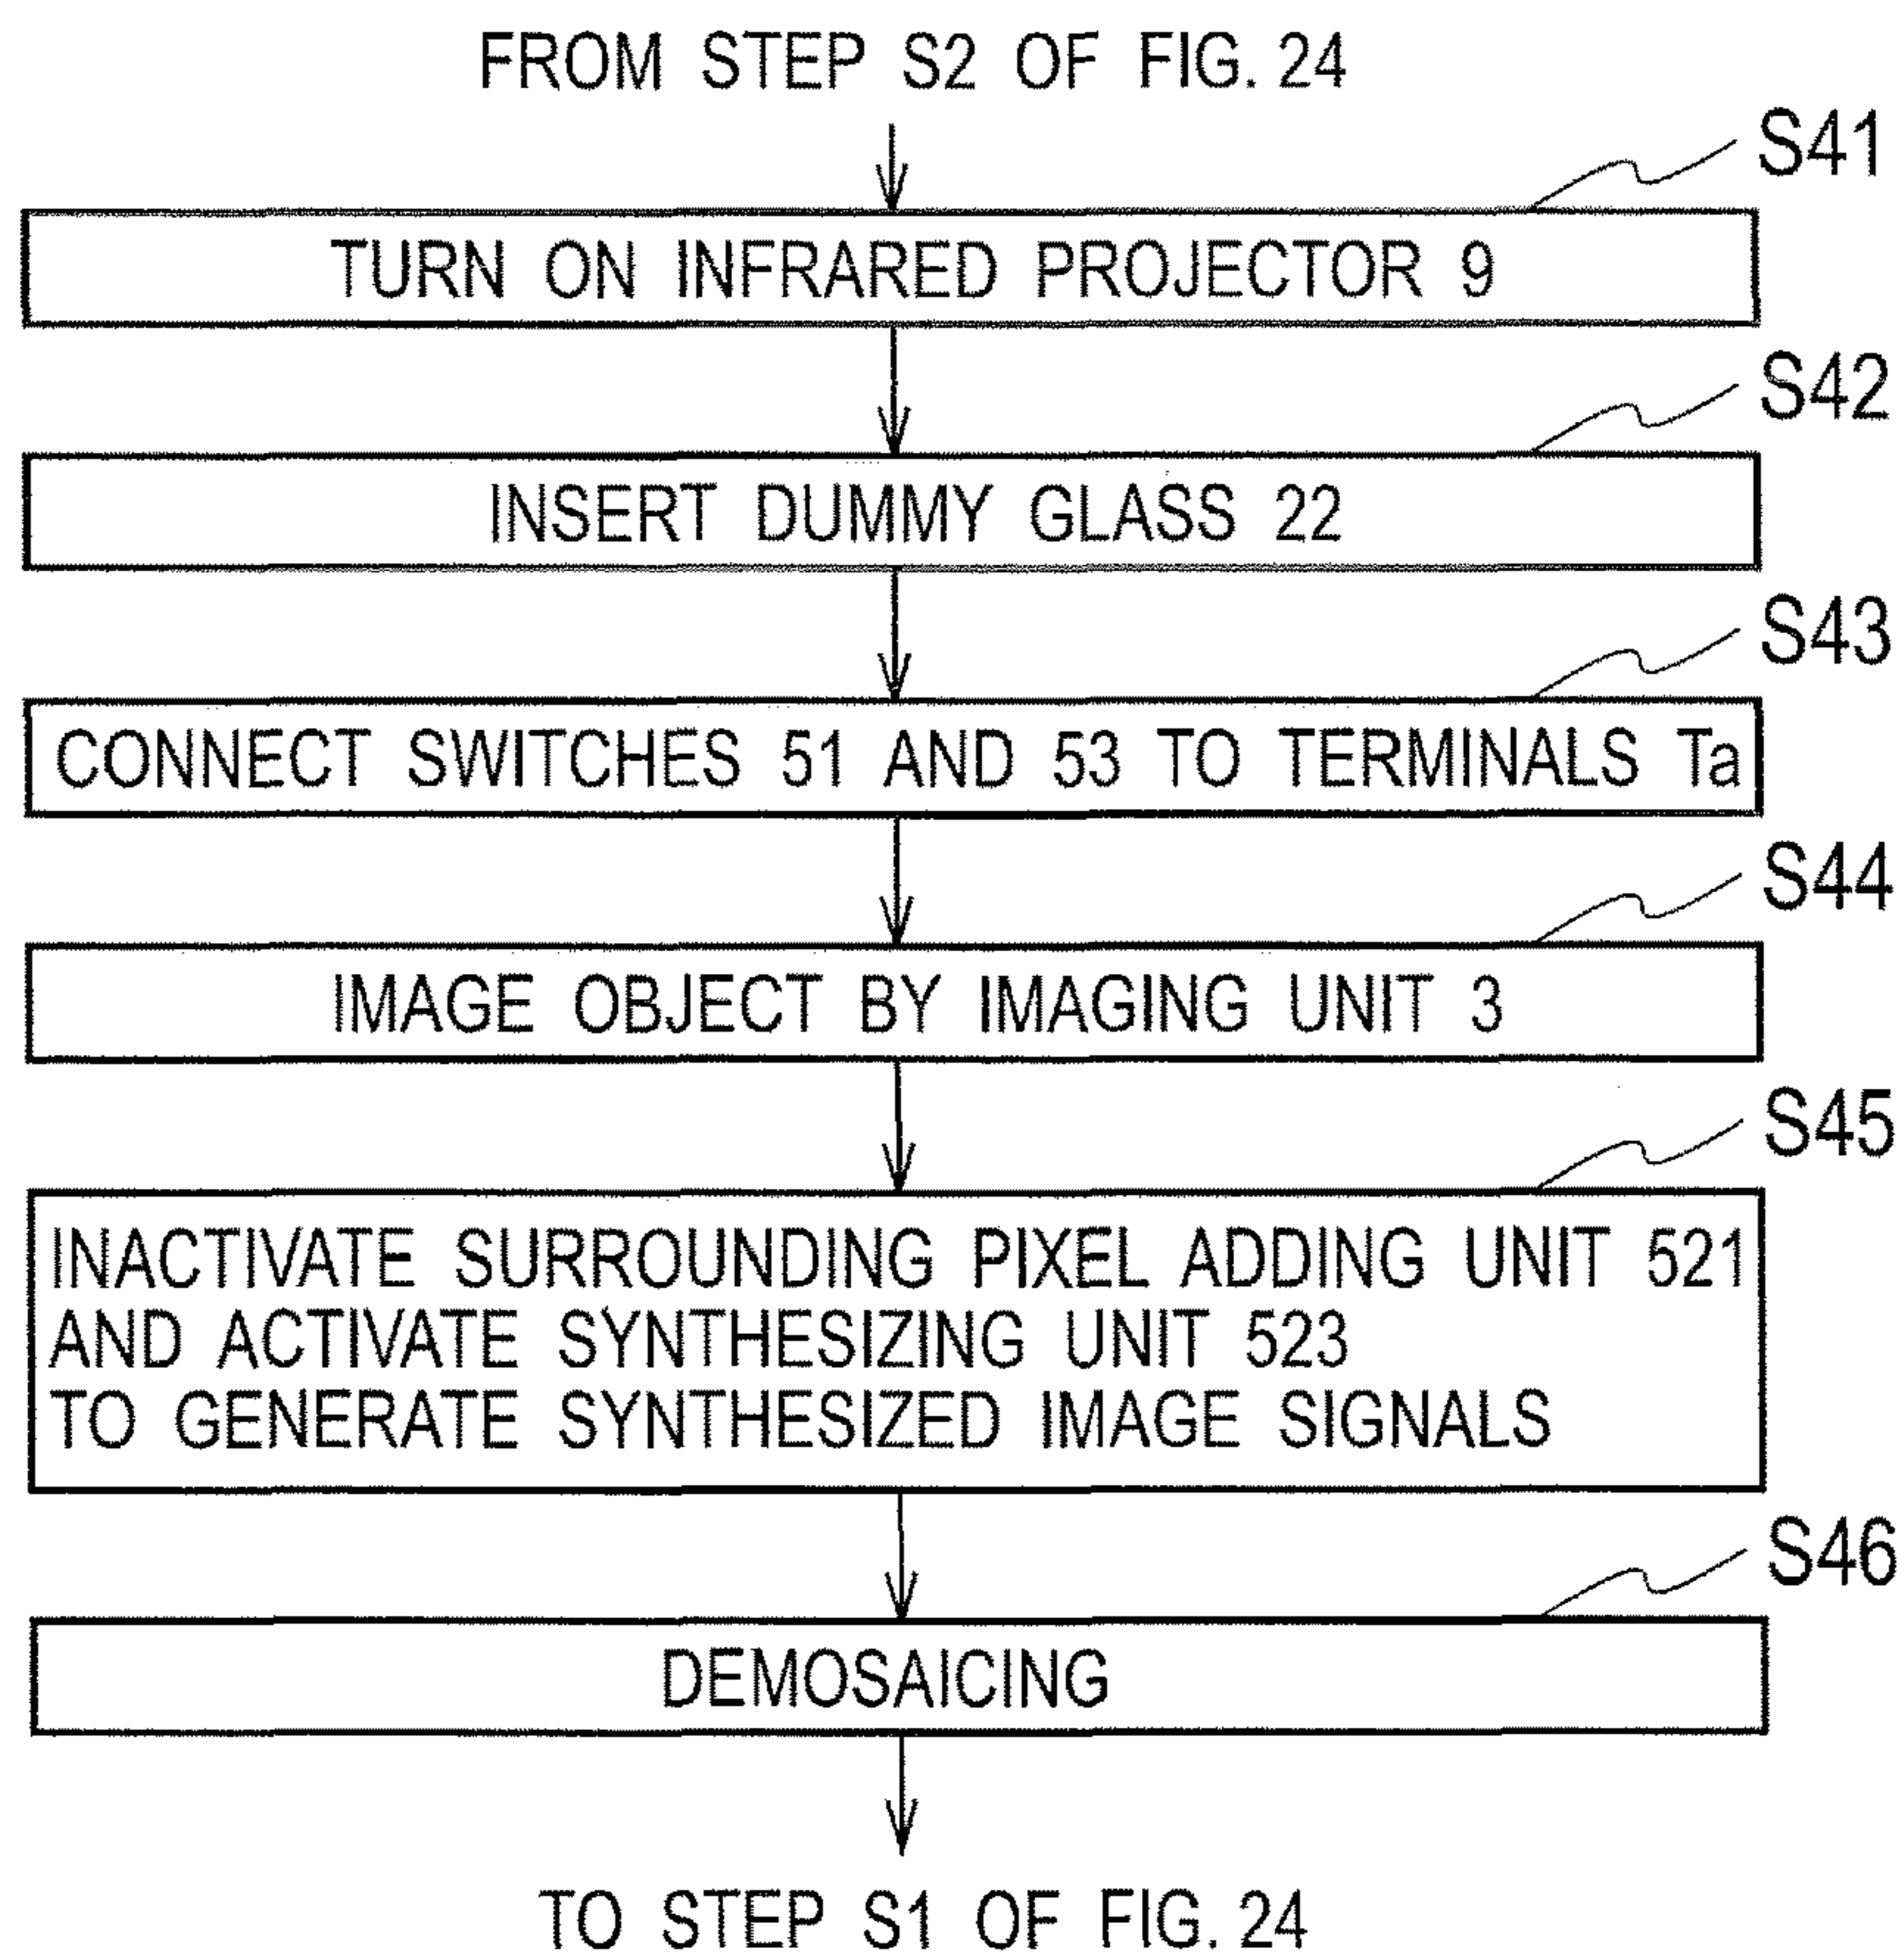 FROM STEP S2 OF FIG. 24
S41
TURN ON INFRARED PROJECTOR 9
S42
INSERT DUMMY GLASS 22
S43
CONNECT SWITCHES 51 AND 53 TO TERMINALS Ta
S44
IMAGE OBJECT BY IMAGING UNIT 3
S45
INACTIVATE SURROUNDING PIXEL ADDING UNIT 521
AND ACTIVATE SYNTHESIZING UNIT 523
TO GENERATE SYNTHESIZED IMAGE SIGNALS
S46
DEMOSAICING
TO STEP S1 OF FIG. 24